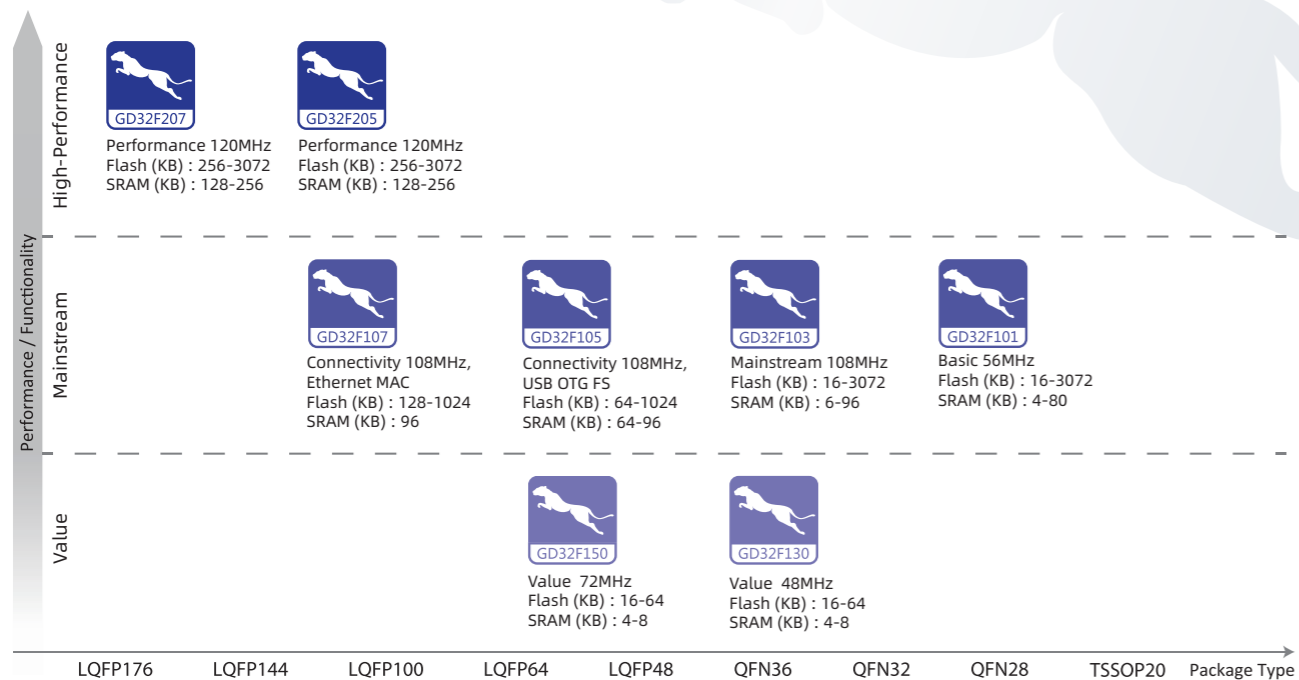 Performance / Functionality
High-Performance
GD32F207
Performance 120MHz
Flash (KB) : 256-3072
SRAM (KB) : 128-256
GD32F205
Performance 120MHz
Flash (KB) : 256-3072
SRAM (KB) : 128-256
Mainstream
GD32F107
Connectivity 108MHz,
Ethernet MAC
Flash (KB) : 128-1024
SRAM (KB) : 96
GD32F105
Connectivity 108MHz,
USB OTG FS
Flash (KB) : 64-1024
SRAM (KB) : 64-96
GD32F103
Mainstream 108MHz
Flash (KB) : 16-3072
SRAM (KB) : 6-96
GD32F101
Basic 56MHz
Flash (KB) : 16-3072
SRAM (KB) : 4-80
Value
GD32F150
Value 72MHz
Flash (KB) : 16-64
SRAM (KB) : 4-8
GD32F130
Value 48MHz
Flash (KB) : 16-64
SRAM (KB) : 4-8
LQFP176 LQFP144 LQFP100 LQFP64 LQFP48 QFN36 QFN32 QFN28 TSSOP20 Package Type